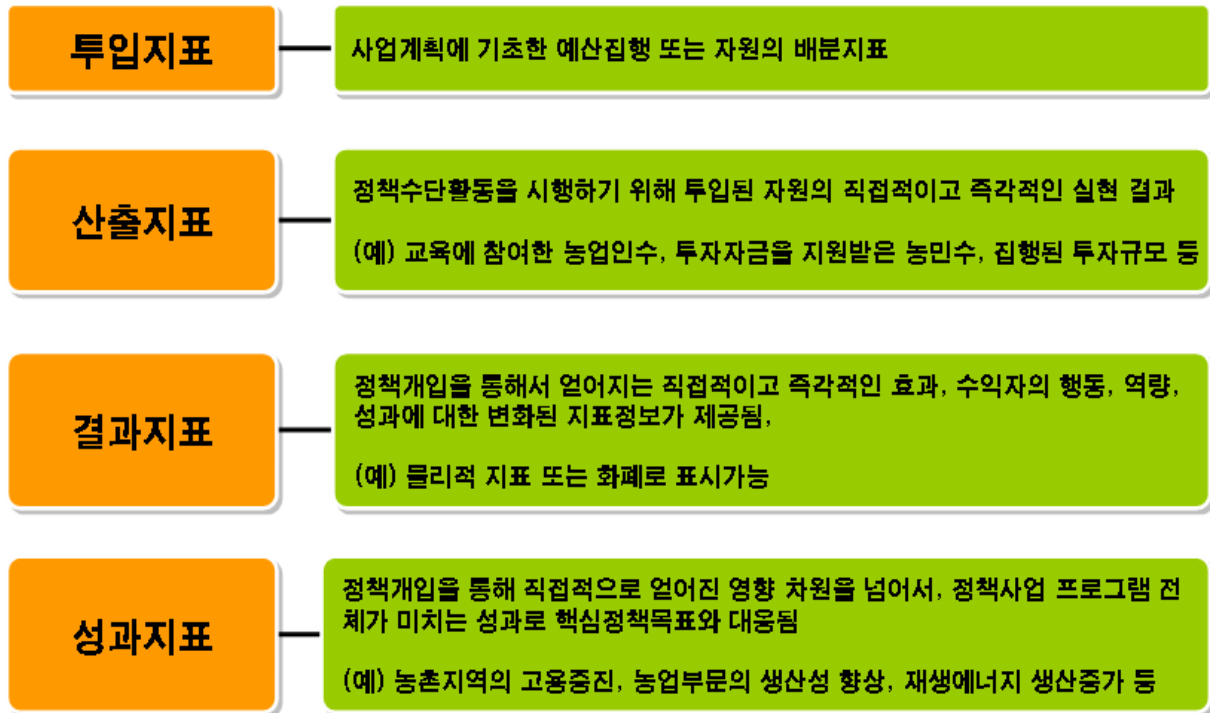 투입지표
사업계획에 기초한 예산집행 또는 자원의 배분지표
산출지표
정책수단활동을 시행하기 위해 투입된 자원의 직접적이고 즉각적인 실현 결과
(예) 교육에 참여한 농업인수, 투자자금을 지원받은 농민수, 집행된 투자규모 등
결과지표
정책개입을 통해서 얻어지는 직접적이고 즉각적인 효과, 수익자의 행동, 역량,
성과에 대한 변화된 지표정보가 제공됨,
(예) 물리적 지표 또는 화폐로 표시가능
성과지표
정책개입을 통해 직접적으로 얻어진 영향 차원을 넘어서, 정책사업 프로그램 전
체가 미치는 성과로 핵심정책목표와 대응됨
(예) 농촌지역의 고용증진, 농업부문의 생산성 향상, 재생에너지 생산증가 등